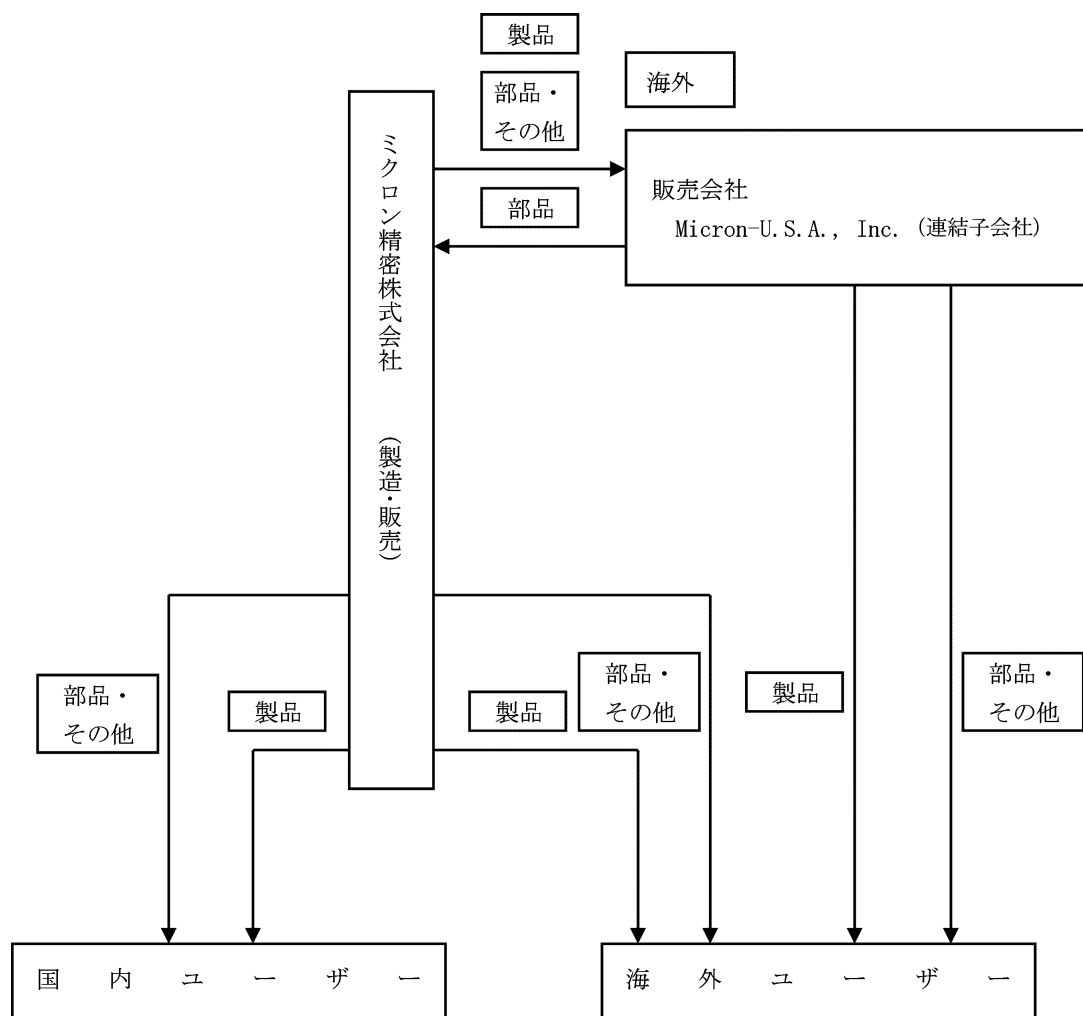 製品
海外
部品・
その他
ミクロン精密株式会社 (製造・販売)
部品
販売会社
Micron-U.S.A., Inc. (連結子会社)
部品・
その他
製品
製品
部品・
その他
製品
部品・
その他
国内ユーザー
海外ユーザー